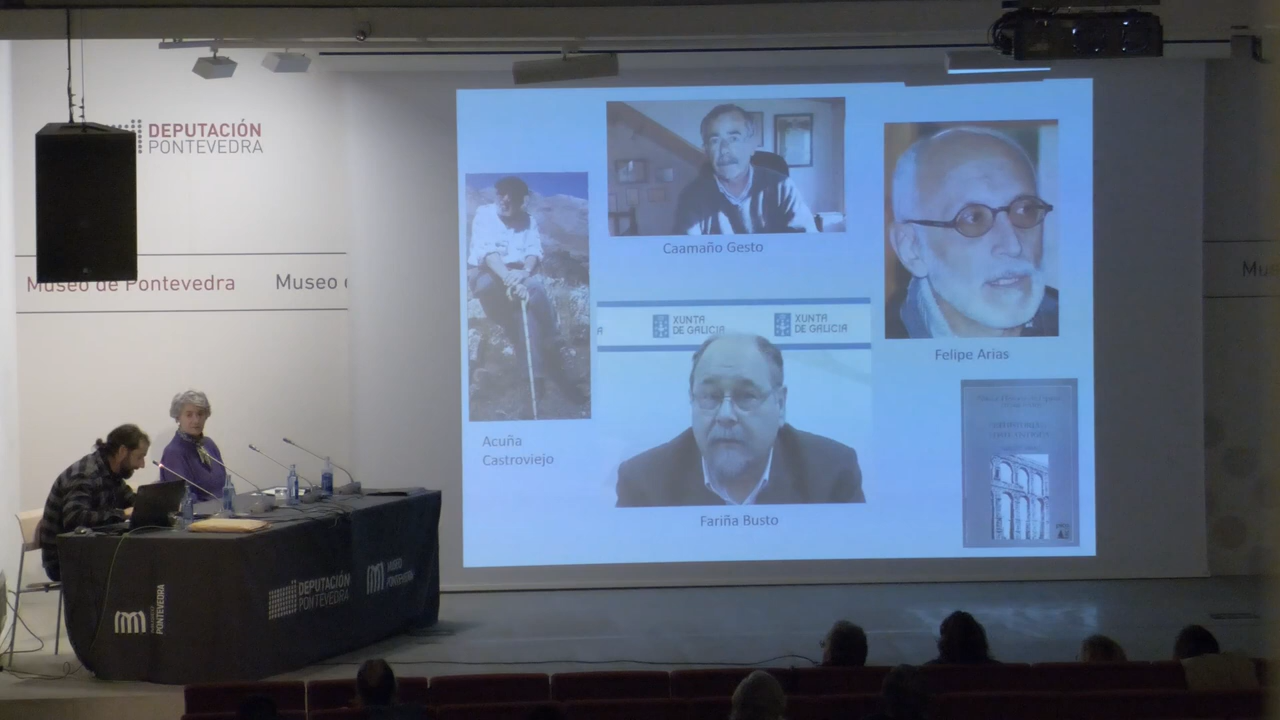 DEPUTACIÓN
PONTEVEDRA
Museo de Pontevedra
Museo
Mu
Caamaño Gesto
XUNTA
DE GALICIA
XUNTA
DE GALICIA
Felipe Arias
Acuña
Castroviejo
Fariña Busto
MUSEO
PONTEVEDRA
DEPUTACIÓN
PONTEVEDRA
MUSEO
PONTEVEDRA